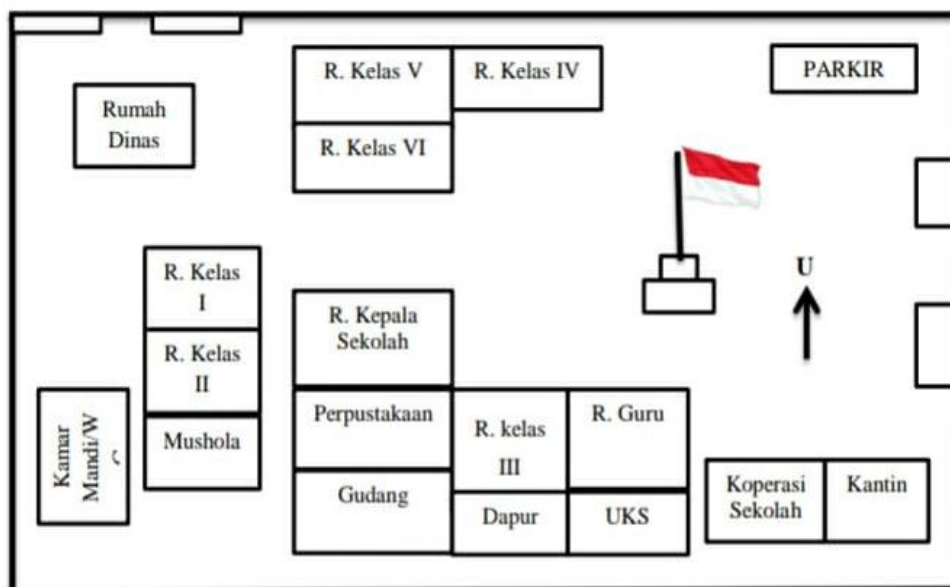 R. Kelas V
R. Kelas IV
PARKIR
Rumah
Dinas
R. Kelas VI
U
R. Kelas
I
R. Kepala
Sekolah
R. Kelas
II
Kamar
Mandi/W
C
Mushola
Perpustakaan
R. kelas
III
R. Guru
Gudang
Dapur
UKS
Koperasi
Sekolah
Kantin